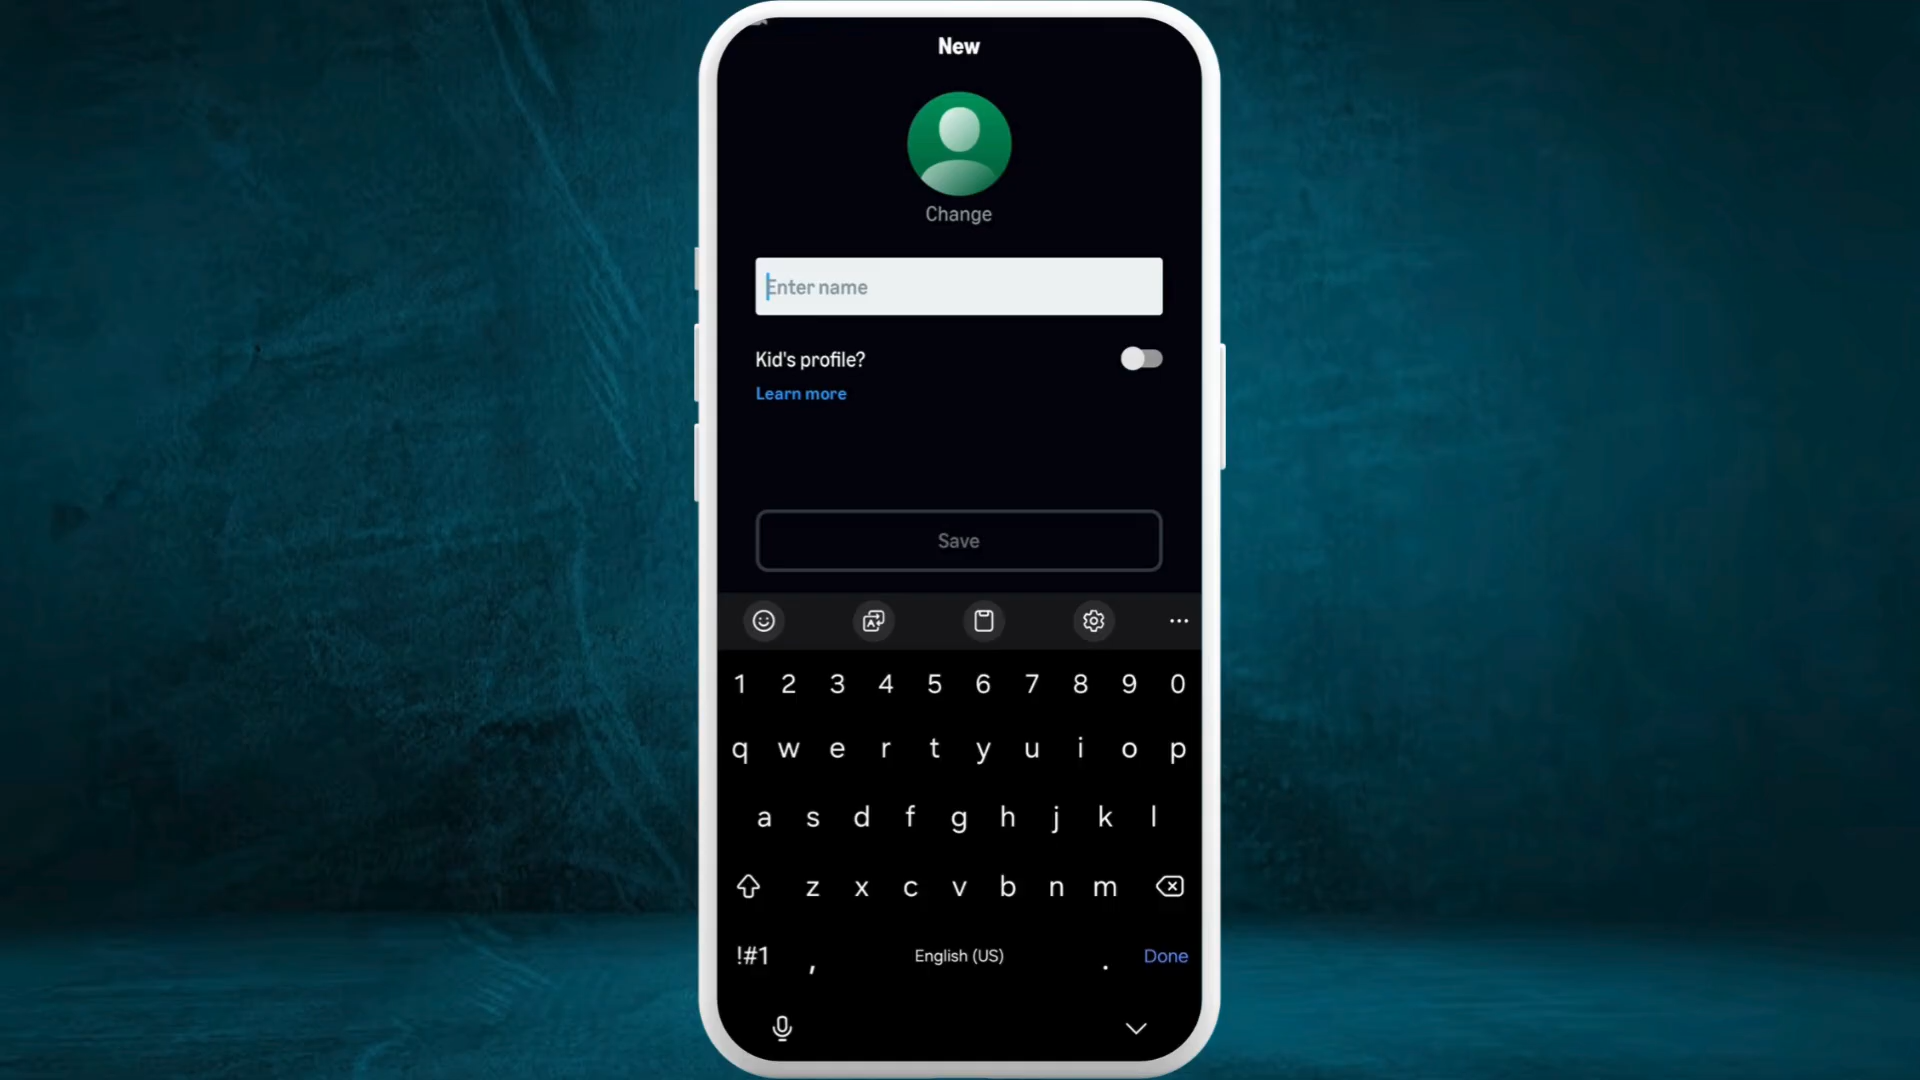 New
Change
Enter name
Kid's profile?
Learn more
Save
1 2 3 4 5 6 7 8 9 0
q w e r t y u i o p
a s d f g h j k l
z x c v b n m
!#1 , English (US) . Done